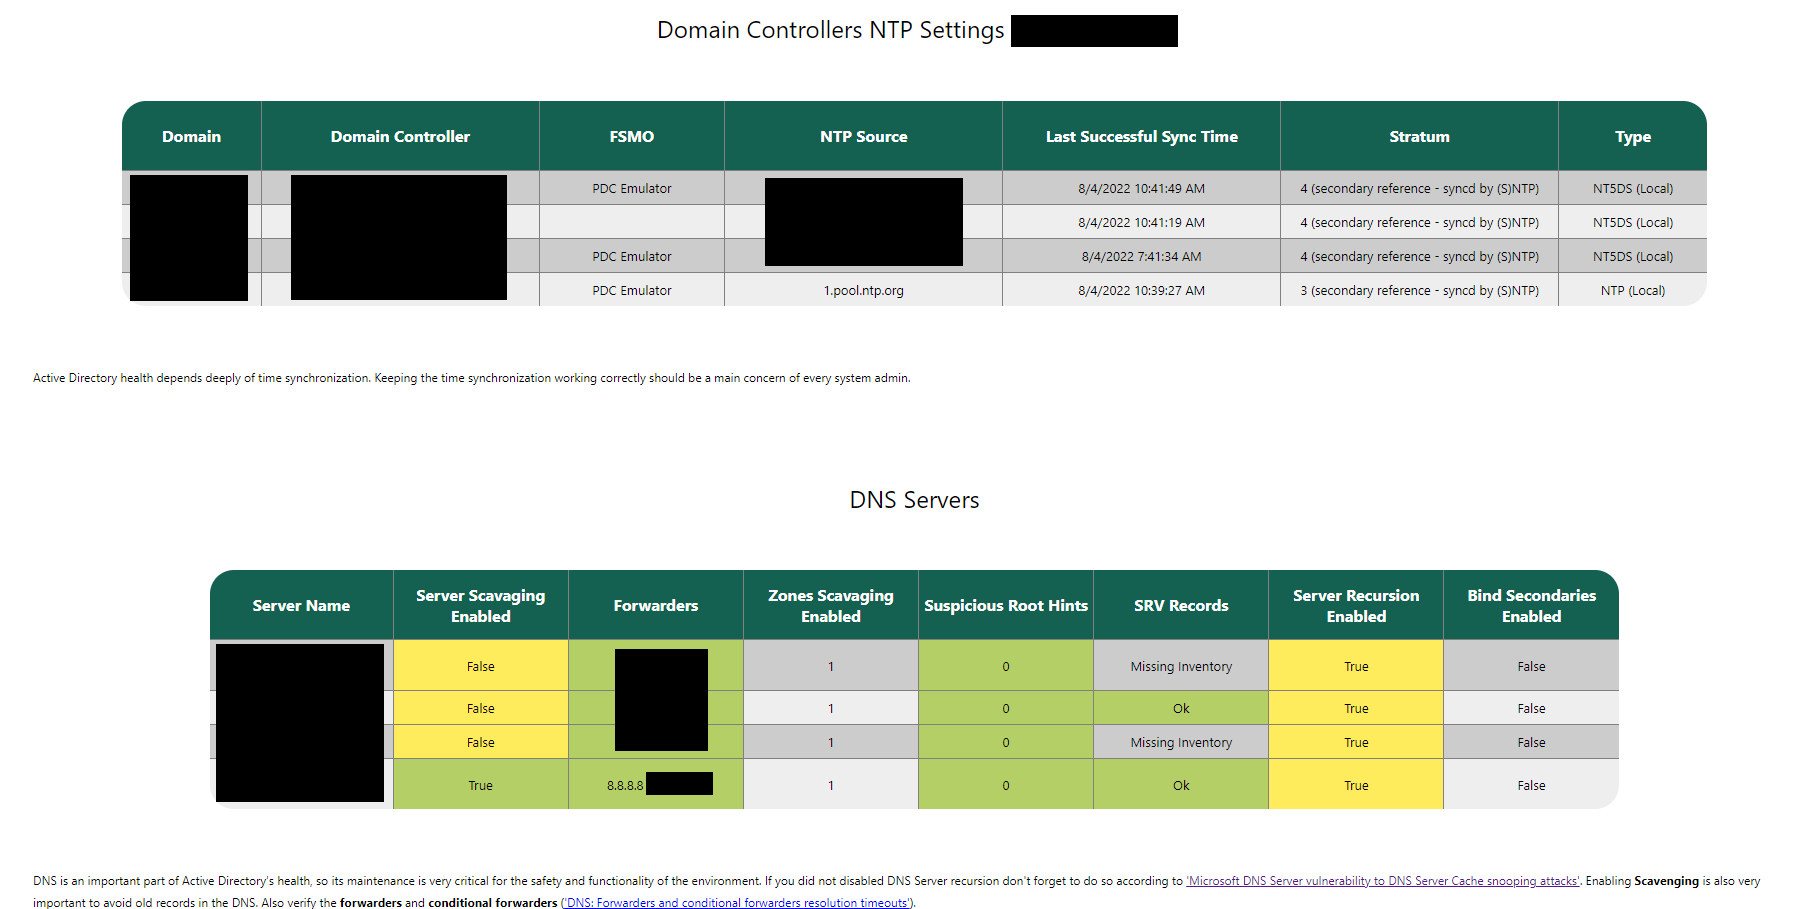 Domain Controllers NTP Settings
Domain Domain Controller FSMO NTP Source Last Successful Sync Time Stratum Type
PDC Emulator 8/4/2022 10:41:49 AM 4 (secondary reference - syncd by (S)NTP) NT5DS (Local)
8/4/2022 10:41:19 AM 4 (secondary reference - syncd by (S)NTP) NT5DS (Local)
PDC Emulator 8/4/2022 7:41:34 AM 4 (secondary reference - syncd by (S)NTP) NT5DS (Local)
PDC Emulator 1.pool.ntp.org 8/4/2022 10:39:27 AM 3 (secondary reference - syncd by (S)NTP) NTP (Local)
Active Directory health depends deeply of time synchronization. Keeping the time synchronization working correctly should be a main concern of every system admin.
DNS Servers
Server Name Server Scavaging Enabled Forwarders Zones Scavaging Enabled Suspicious Root Hints SRV Records Server Recursion Enabled Bind Secondaries Enabled
False 1 0 Missing Inventory True False
False 1 0 Ok True False
False 1 0 Missing Inventory True False
True 8.8.8.8 1 0 Ok True False
DNS is an important part of Active Directory's health, so its maintenance is very critical for the safety and functionality of the environment. If you did not disabled DNS Server recursion don't forget to do so according to 'Microsoft DNS Server vulnerability to DNS Server Cache snooping attacks'. Enabling Scavenging is also very
important to avoid old records in the DNS. Also verify the forwarders and conditional forwarders ('DNS: Forwarders and conditional forwarders resolution timeouts').